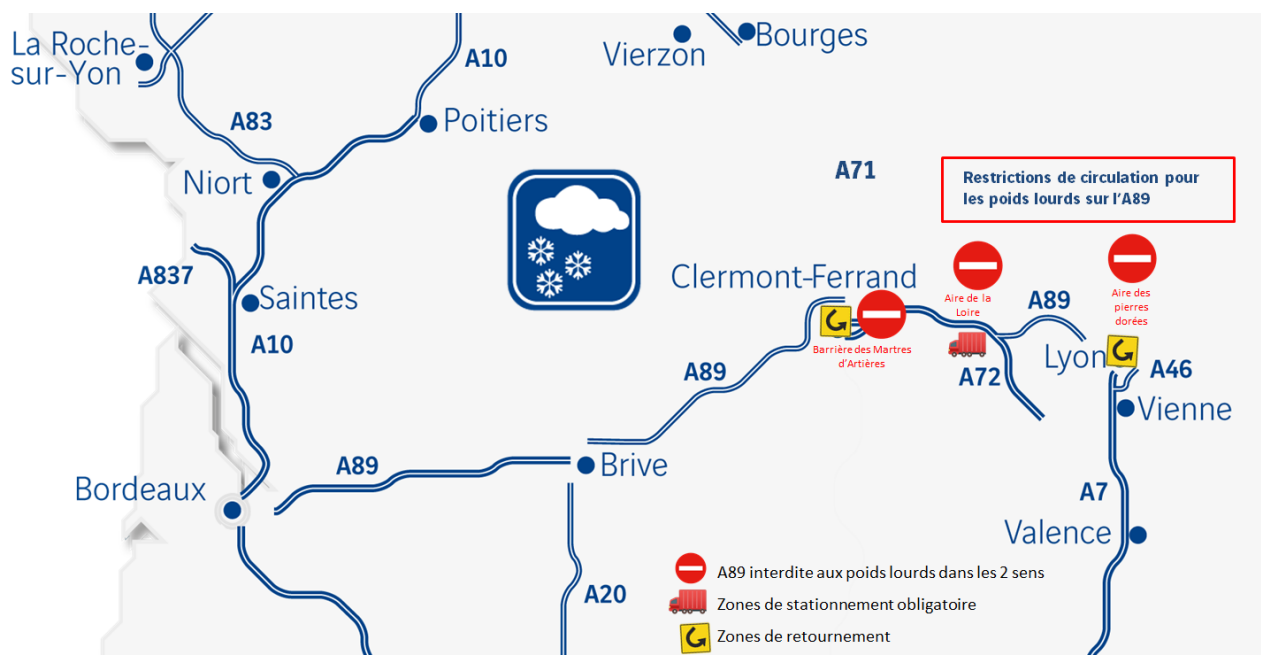 La Roche-
sur-Yon
A10
Vierzon
Bourges
A83
Poitiers
Niort
A71
Restrictions de circulation pour
les poids lourds sur l'A89
A837
Saintes
Clermont-Ferrand
Aire de la
Loire
A89
Aire des
pierres
dorées
A10
Barrière des Martres
d'Artières
Lyon
A46
A89
A72
Vienne
A89
Brive
Bordeaux
A7
Valence
A20
A89 interdite aux poids lourds dans les 2 sens
Zones de stationnement obligatoire
Zones de retournement